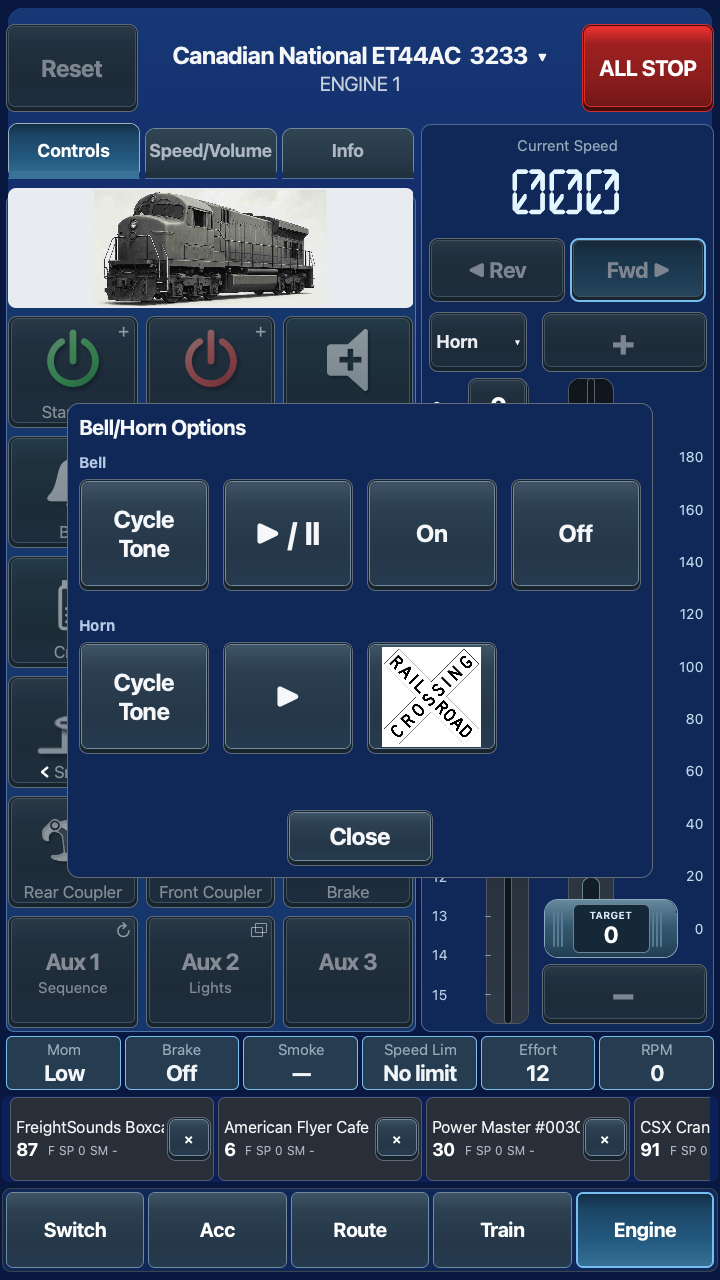 Reset
Canadian National ET44AC 3233 ▼
ENGINE 1
ALL STOP
Controls
Speed/Volume
Info
Current Speed
000
◀ Rev
Fwd ▶
Horn
+
Bell/Horn Options
Bell
Cycle
Tone
▶ / II
On
Off
Horn
Cycle
Tone
▶
RAILROAD
CROSSING
Close
180
160
140
120
100
80
60
40
20
0
12
13
14
15
TARGET
0
−
Rear Coupler
Front Coupler
Brake
Aux 1
Sequence
Aux 2
Lights
Aux 3
Mom
Low
Brake
Off
Smoke
—
Speed Lim
No limit
Effort
12
RPM
0
FreightSounds Boxca
87 F SP 0 SM -
×
American Flyer Cafe
6 F SP 0 SM -
×
Power Master #0030
30 F SP 0 SM -
×
CSX Cran
91 F SP 0
Switch
Acc
Route
Train
Engine